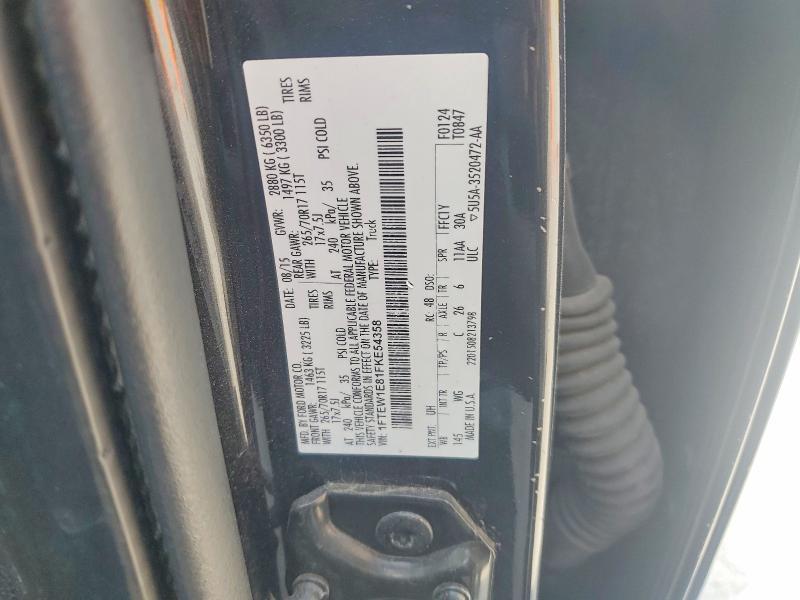 MFD. BY FORD MOTOR CO.
DATE: 08/15 GVWR: 2880 KG ( 6350 LB)
FRONT GAWR: 1463 KG ( 3225 LB) REAR GAWR: 1497 KG ( 3300 LB)
WITH 265/70R17 115T TIRES WITH 265/70R17 115T TIRES
17x7.5J RIMS 17x7.5J RIMS
AT 240 kPa/ 35 PSI COLD AT 240 kPa/ 35 PSI COLD
THIS VEHICLE CONFORMS TO ALL APPLICABLE FEDERAL MOTOR VEHICLE
SAFETY STANDARDS IN EFFECT ON THE DATE OF MANUFACTURE SHOWN ABOVE.
VIN: 1FTEW1E81FKE54358 TYPE: Truck
F0124
T0847
EXT PNT: UH RC: 48 DSO: FFC1Y
WB INT TR TP/PS R AXLE TR SPR
145 WG C 26 6 11AA 30A
MADE IN U.S.A. 2201508213798 ULC ▽5U5A-3520472-AA